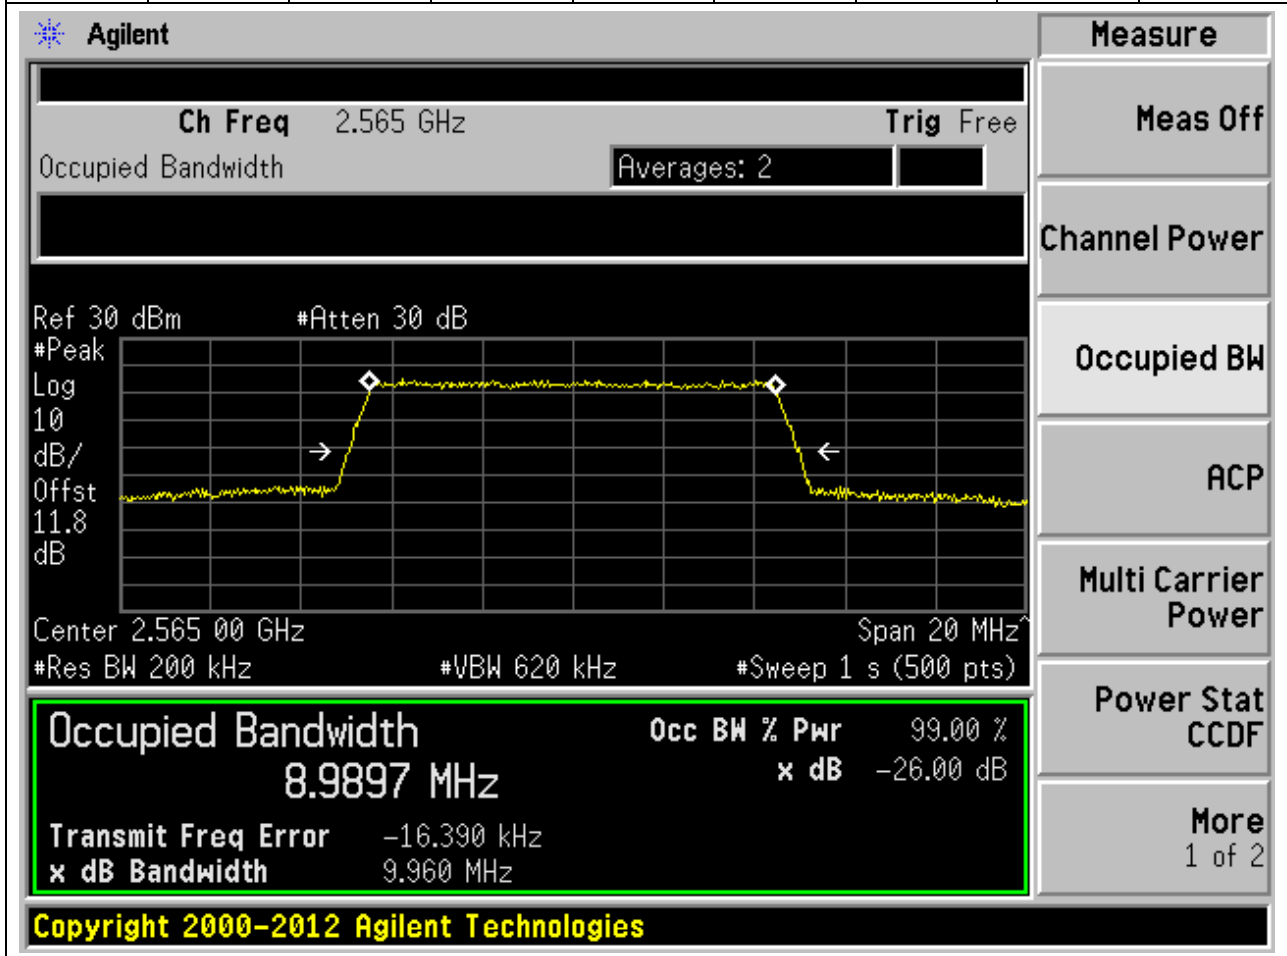 Agilent
Measure
Ch Freq 2.565 GHz Trig Free
Meas Off
Occupied Bandwidth Averages: 2
Channel Power
Ref 30 dBm #Atten 30 dB
#Peak
Log
10
dB/
Offst
11.8
dB
Occupied BW
ACP
Center 2.565 00 GHz Span 20 MHz^
#Res BW 200 kHz #VBW 620 kHz #Sweep 1 s (500 pts)
Multi Carrier
Power
Occupied Bandwidth Occ BW % Pwr 99.00 %
8.9897 MHz x dB -26.00 dB
Transmit Freq Error -16.390 kHz
x dB Bandwidth 9.960 MHz
Power Stat
CCDF
More
1 of 2
Copyright 2000-2012 Agilent Technologies